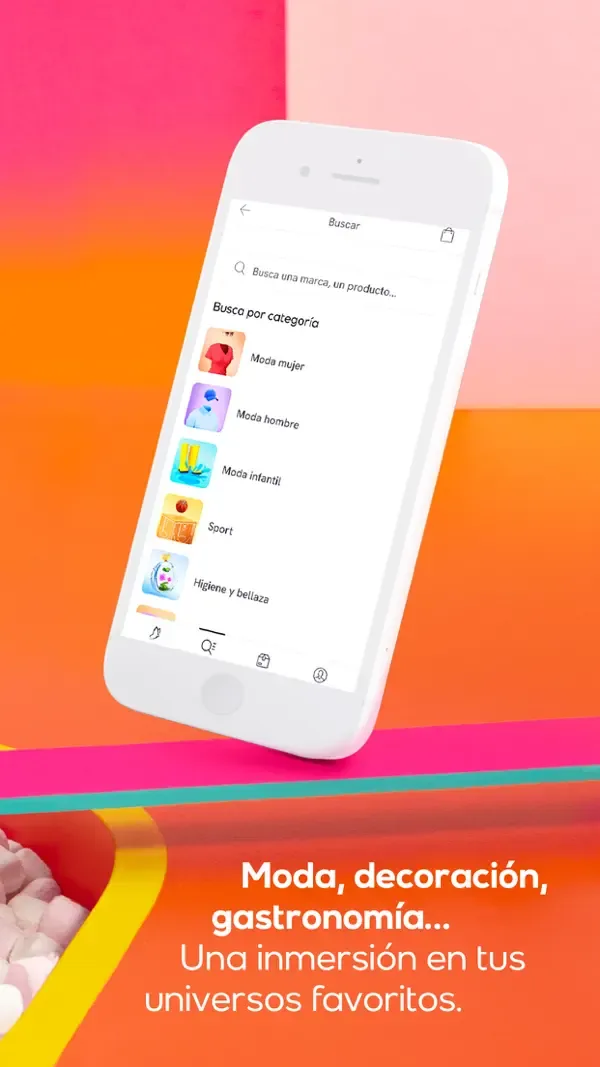 Buscar
Busca una marca, un producto...
Busca por categoría
Moda mujer
Moda hombre
Moda infantil
Sport
Higiene y bellaza
Moda, decoración,
gastronomía...
Una inmersión en tus
universos favoritos.